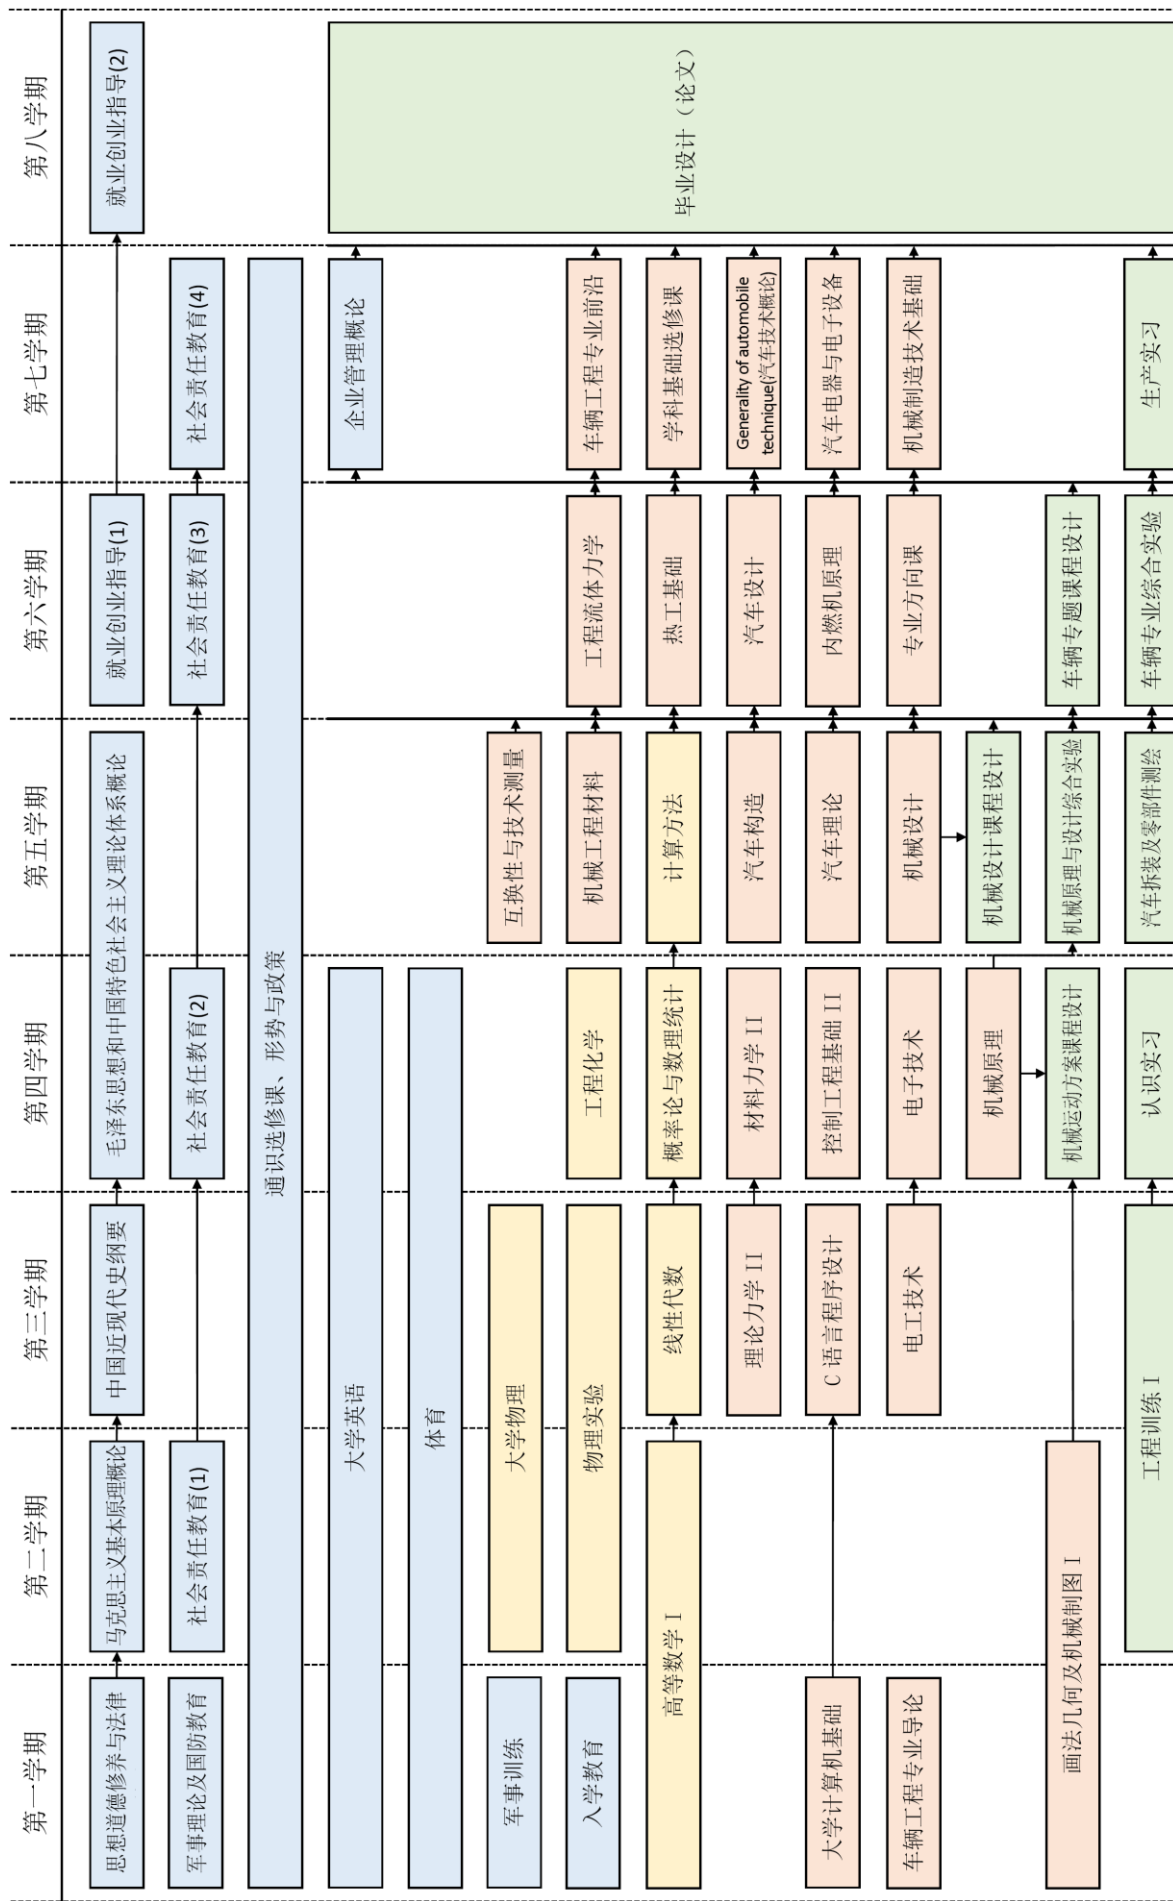 第一学期
第二学期
第三学期
第四学期
第五学期
第六学期
第七学期
第八学期
思想道德修养与法律
马克思主义基本原理概论
中国近现代史纲要
毛泽东思想和中国特色社会主义理论体系概论
就业创业指导(1)
就业创业指导(2)
军事理论及国防教育
社会责任教育(1)
社会责任教育(2)
社会责任教育(3)
社会责任教育(4)
通识选修课、形势与政策
大学英语
企业管理概论
体育
军事训练
大学物理
互换性与技术测量
入学教育
物理实验
工程化学
机械工程材料
工程流体力学
车辆工程专业前沿
高等数学 I
线性代数
概率论与数理统计
计算方法
热工基础
学科基础选修课
理论力学 II
材料力学 II
汽车构造
汽车设计
Generality of automobile
technique(汽车技术概论)
大学计算机基础
C 语言程序设计
控制工程基础 II
汽车理论
内燃机原理
汽车电器与电子设备
车辆工程专业导论
电工技术
电子技术
机械设计
专业方向课
机械制造技术基础
机械原理
机械设计课程设计
画法几何及机械制图 I
机械运动方案课程设计
机械原理与设计综合实验
车辆专题课程设计
工程训练 I
认识实习
汽车拆装及零部件测绘
车辆专业综合实验
生产实习
毕业设计（论文）